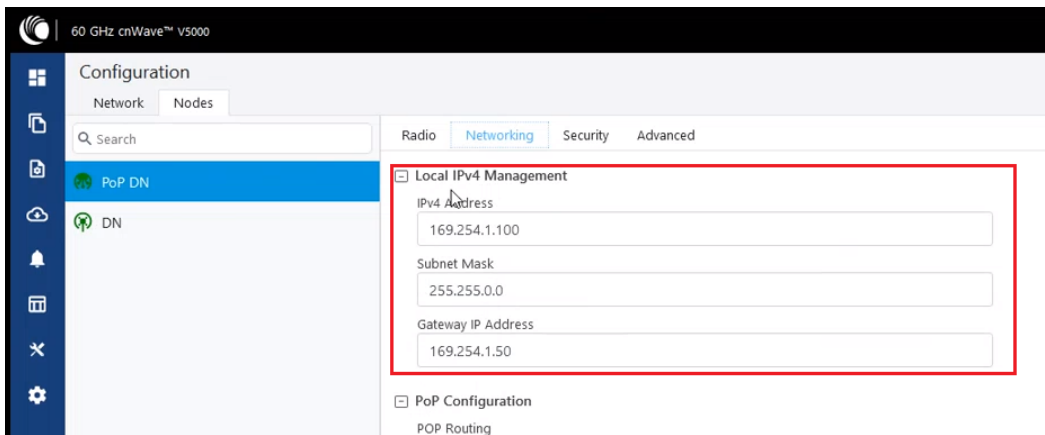 60 GHz cnWave™ V5000
Configuration
Network Nodes
Search
PoP DN
DN
Radio Networking Security Advanced
Local IPv4 Management
IPv4 Address
169.254.1.100
Subnet Mask
255.255.0.0
Gateway IP Address
169.254.1.50
PoP Configuration
POP Routing